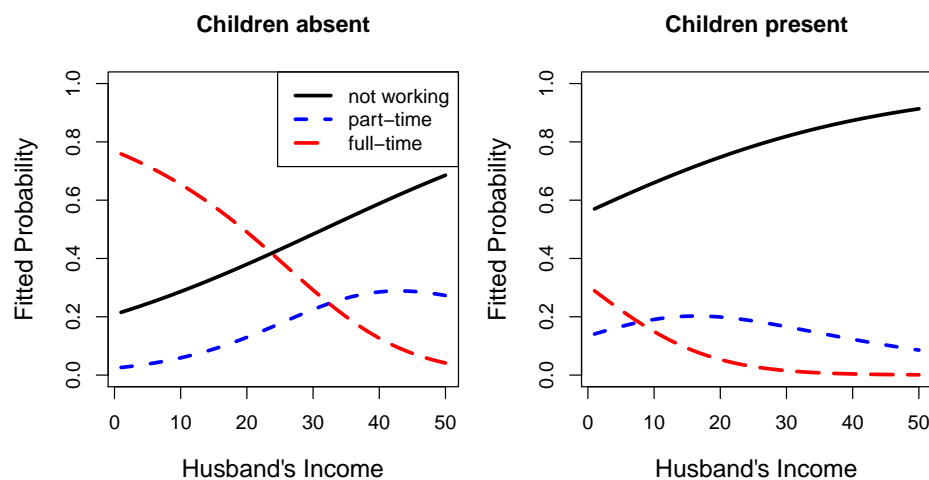 Children absent
Fitted Probability
1.0
0.8
0.6
0.4
0.2
0.0
not working
part−time
full−time
0 10 20 30 40 50
Husband's Income
Children present
Fitted Probability
1.0
0.8
0.6
0.4
0.2
0.0
0 10 20 30 40 50
Husband's Income